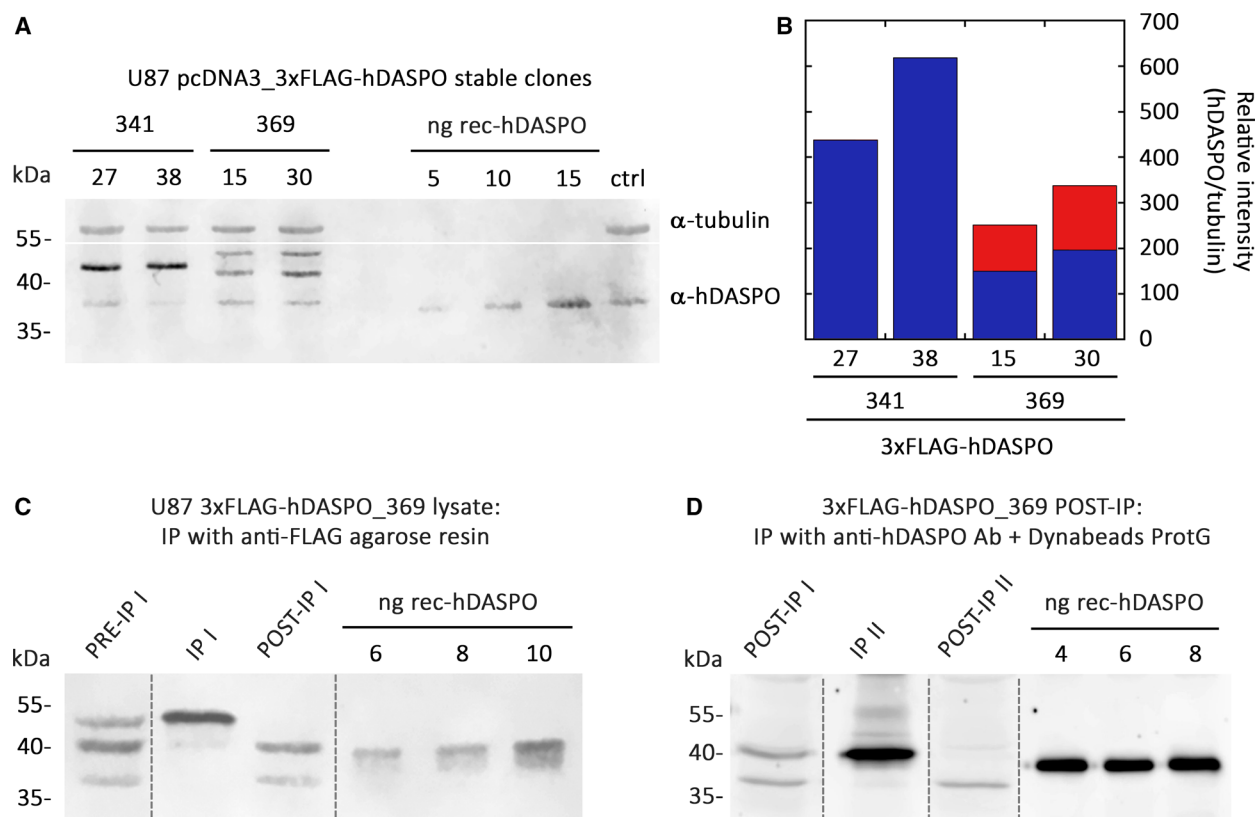 A
U87 pcDNA3_3xFLAG-hDASPO stable clones
341 369 ng rec-hDASPO
kDa 27 38 15 30 5 10 15 ctrl
α-tubulin
55-
40-
α-hDASPO
35-
B
700
600
500
400
300
200
100
0
Relative intensity
(hDASPO/tubulin)
27 38 15 30
341 369
3xFLAG-hDASPO
C
U87 3xFLAG-hDASPO_369 lysate:
IP with anti-FLAG agarose resin
PRE-IP I IP I POST-IP I ng rec-hDASPO
kDa 6 8 10
55-
40-
35-
D
3xFLAG-hDASPO_369 POST-IP:
IP with anti-hDASPO Ab + Dynabeads ProtG
POST-IP I IP II POST-IP II ng rec-hDASPO
kDa 4 6 8
55-
40-
35-